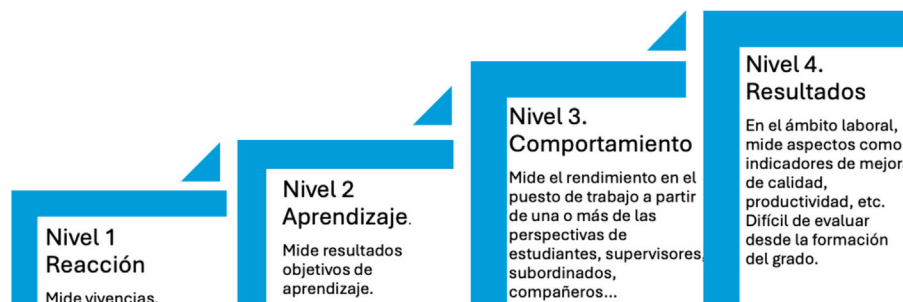 Nivel 1
Reacción
Mide vivencias.
Nivel 2
Aprendizaje.
Mide resultados
objetivos de
aprendizaje.
Nivel 3.
Comportamiento
Mide el rendimiento en el
puesto de trabajo a partir
de una o más de las
perspectivas de
estudiantes, supervisores,
subordinados,
compañeros...
Nivel 4.
Resultados
En el ámbito laboral,
mide aspectos como
indicadores de mejora
de calidad,
productividad, etc.
Difícil de evaluar
desde la formación
del grado.